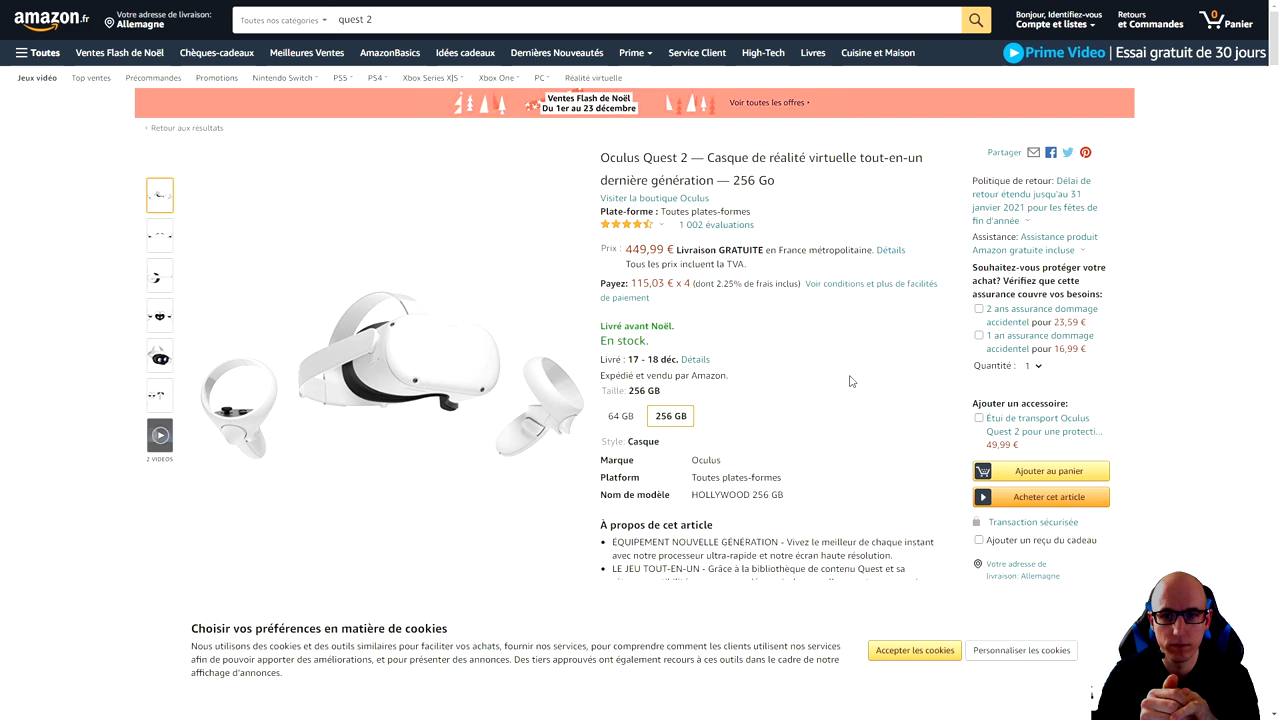 amazon.fr
Votre adresse de livraison:
Allemagne
Toutes nos catégories
quest 2
Bonjour, Identifiez-vous
Compte et listes
Retours
et Commandes
0
Panier
Toutes
Ventes Flash de Noël
Chèques-cadeaux
Meilleures Ventes
AmazonBasics
Idées cadeaux
Dernières Nouveautés
Prime
Service Client
High-Tech
Livres
Cuisine et Maison
Prime Video | Essai gratuit de 30 jours
Jeux vidéo
Top ventes
Précommandes
Promotions
Nintendo Switch
PS5
PS4
Xbox Series X|S
Xbox One
PC
Réalité virtuelle
Ventes Flash de Noël
Du 1er au 23 décembre
Voir toutes les offres ›
‹ Retour aux résultats
2 VIDEOS
Oculus Quest 2 — Casque de réalité virtuelle tout-en-un
dernière génération — 256 Go
Visiter la boutique Oculus
Plate-forme : Toutes plates-formes
1 002 évaluations
Prix : 449,99 € Livraison GRATUITE en France métropolitaine. Détails
Tous les prix incluent la TVA.
Payez: 115,03 € x 4 (dont 2.25% de frais inclus) Voir conditions et plus de facilités
de paiement
Livré avant Noël.
En stock.
Livré : 17 - 18 déc. Détails
Expédié et vendu par Amazon.
Taille: 256 GB
64 GB
256 GB
Style: Casque
Marque Oculus
Platform Toutes plates-formes
Nom de modèle HOLLYWOOD 256 GB
À propos de cet article
• ÉQUIPEMENT NOUVELLE GÉNÉRATION - Vivez le meilleur de chaque instant
avec notre processeur ultra-rapide et notre écran haute résolution.
• LE JEU TOUT-EN-UN - Grâce à la bibliothèque de contenu Quest et sa
Partager
Politique de retour: Délai de
retour étendu jusqu'au 31
janvier 2021 pour les fêtes de
fin d'année
Assistance: Assistance produit
Amazon gratuite incluse
Souhaitez-vous protéger votre
achat? Vérifiez que cette
assurance couvre vos besoins:
2 ans assurance dommage
accidentel pour 23,59 €
1 an assurance dommage
accidentel pour 16,99 €
Quantité : 1
Ajouter un accessoire:
Étui de transport Oculus
Quest 2 pour une protecti...
49,99 €
Ajouter au panier
Acheter cet article
Transaction sécurisée
Ajouter un reçu du cadeau
Votre adresse de
livraison: Allemagne
Choisir vos préférences en matière de cookies
Nous utilisons des cookies et des outils similaires pour faciliter vos achats, fournir nos services, pour comprendre comment les clients utilisent nos services
afin de pouvoir apporter des améliorations, et pour présenter des annonces. Des tiers approuvés ont également recours à ces outils dans le cadre de notre
affichage d'annonces.
Accepter les cookies
Personnaliser les cookies